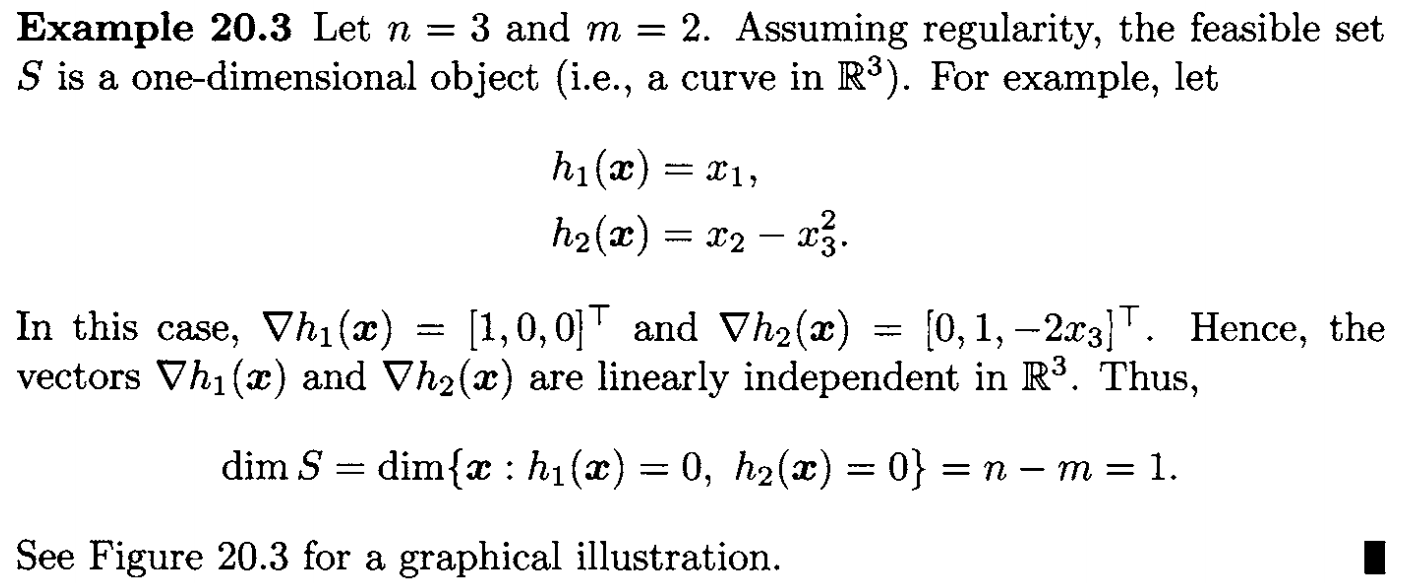 Example 20.3 Let n = 3 and m = 2. Assuming regularity, the feasible set
S is a one-dimensional object (i.e., a curve in ℝ³). For example, let
h₁(𝒙) = x₁,
h₂(𝒙) = x₂ − x₃².
In this case, ∇h₁(𝒙) = [1, 0, 0]⊤ and ∇h₂(𝒙) = [0, 1, −2x₃]⊤. Hence, the
vectors ∇h₁(𝒙) and ∇h₂(𝒙) are linearly independent in ℝ³. Thus,
dim S = dim{𝒙 : h₁(𝒙) = 0, h₂(𝒙) = 0} = n − m = 1.
See Figure 20.3 for a graphical illustration. ∎